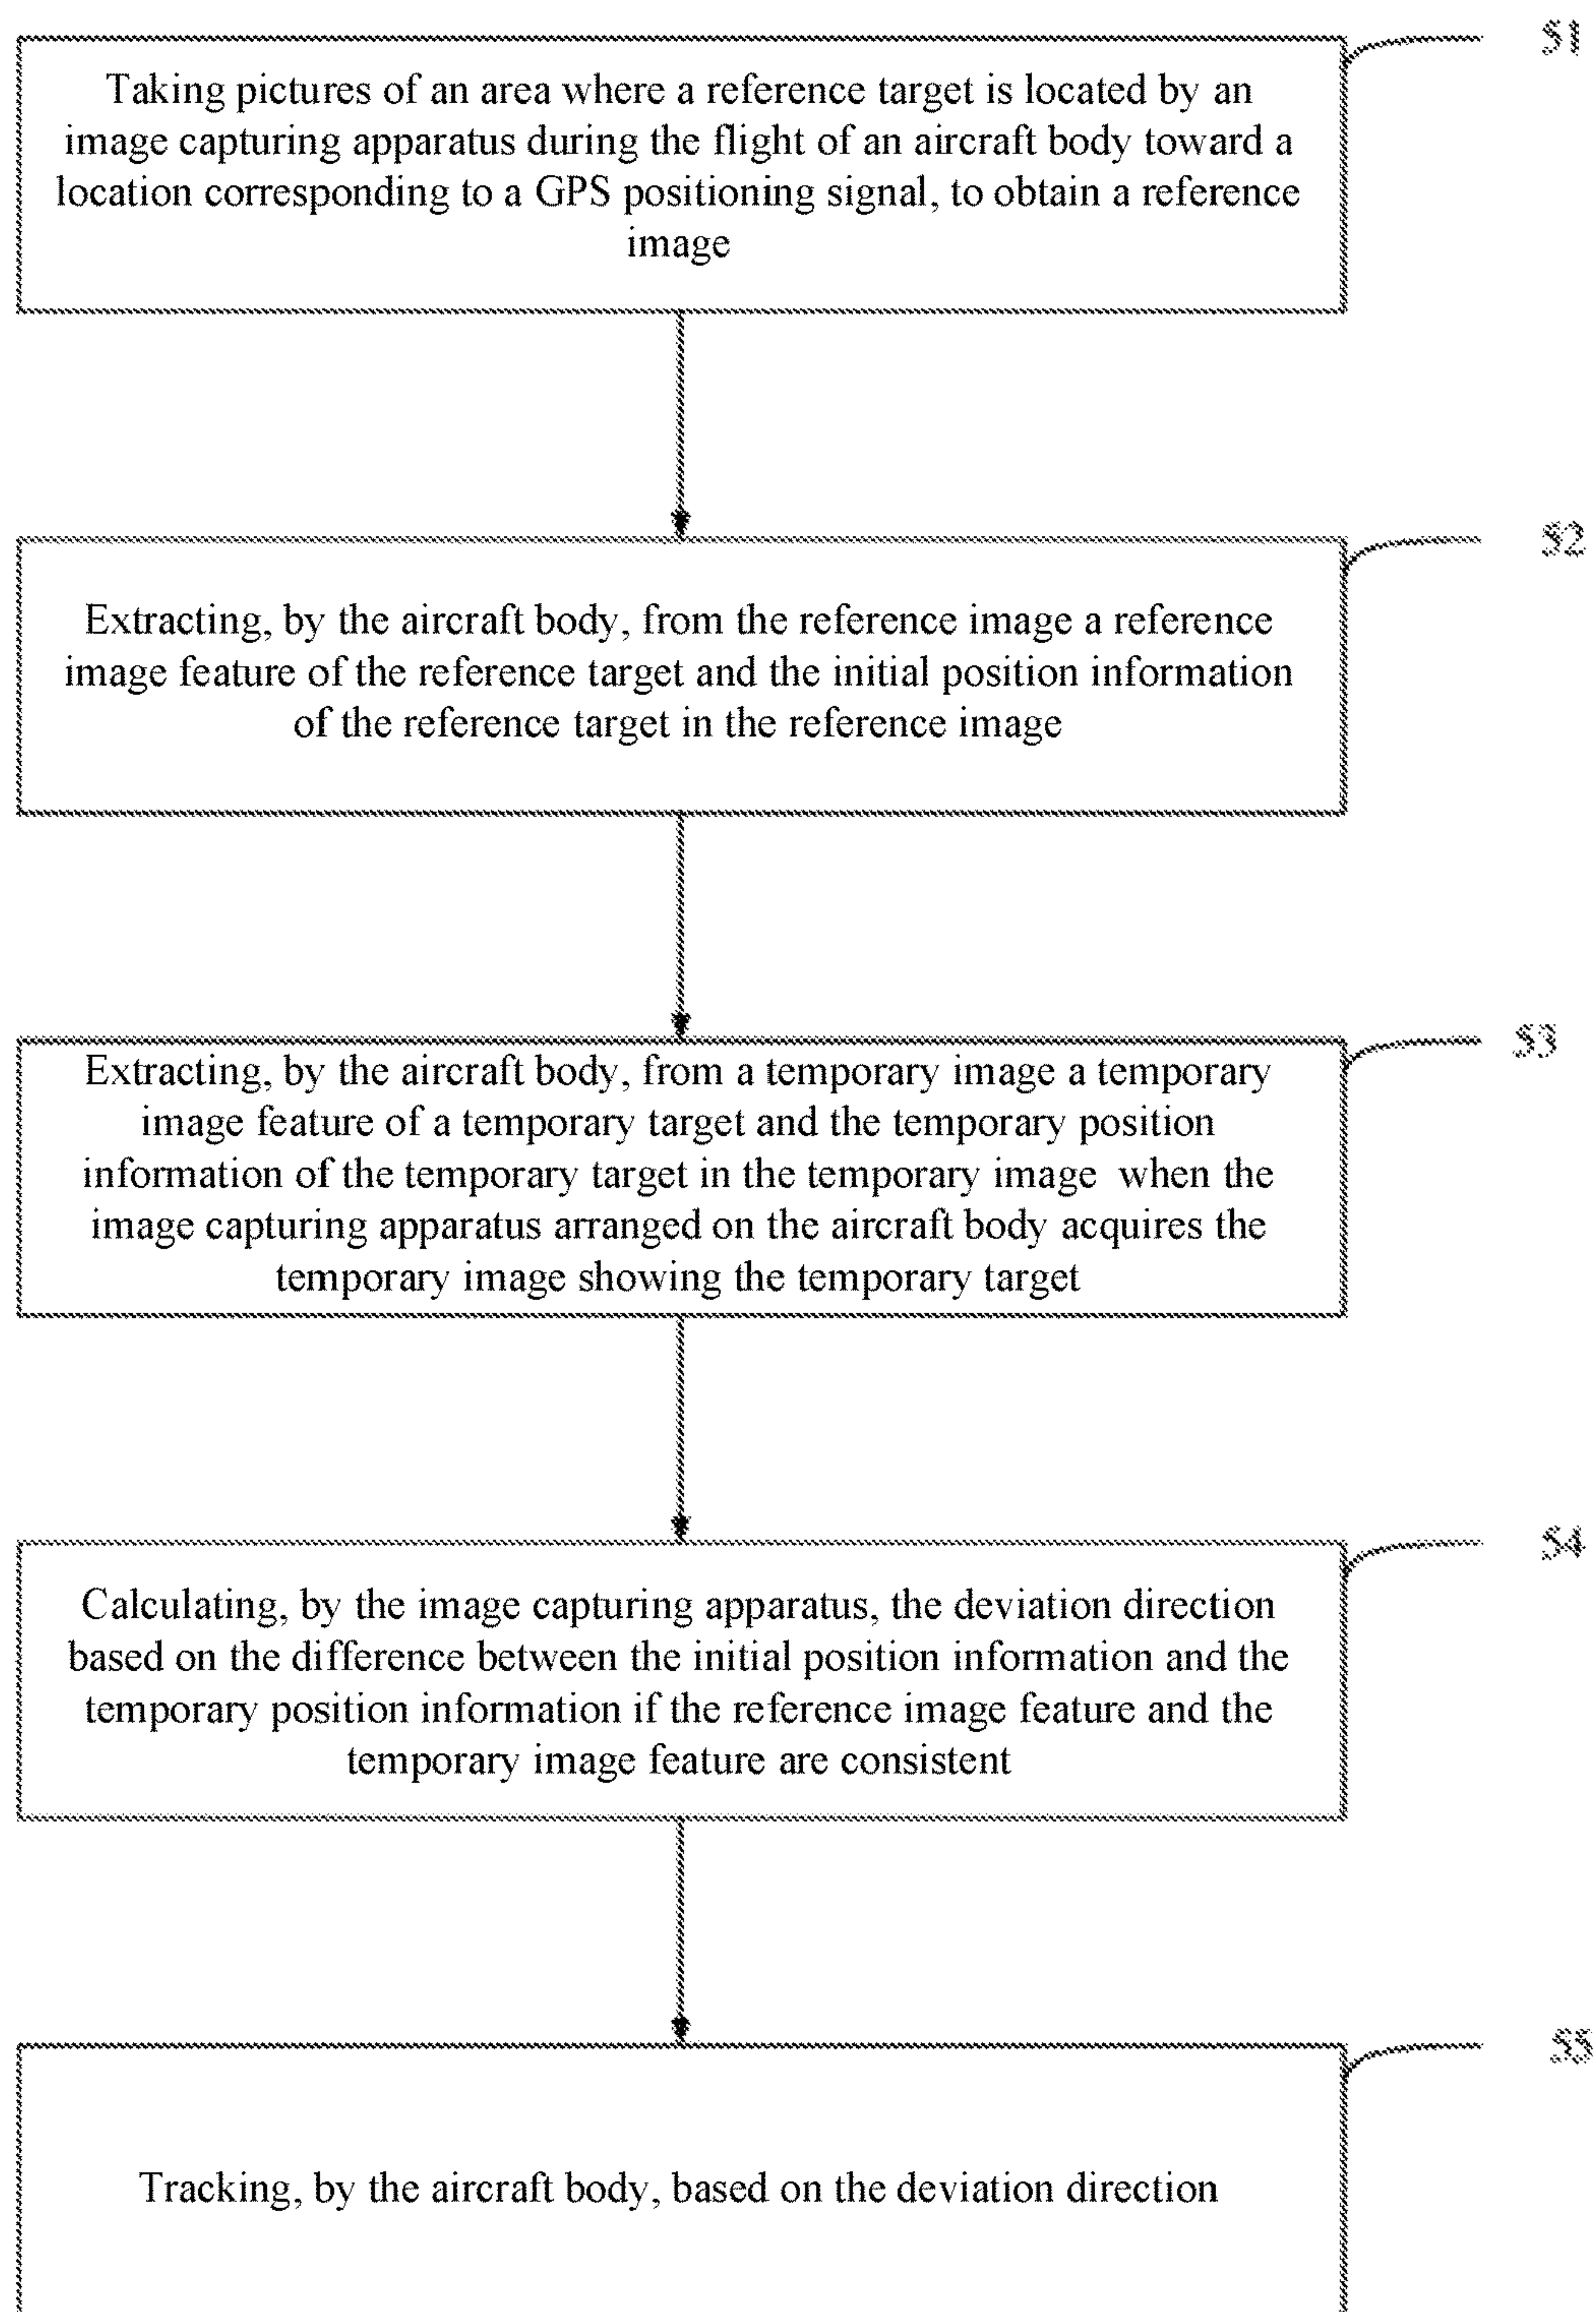 S1
Taking pictures of an area where a reference target is located by an
image capturing apparatus during the flight of an aircraft body toward a
location corresponding to a GPS positioning signal, to obtain a reference
image
S2
Extracting, by the aircraft body, from the reference image a reference
image feature of the reference target and the initial position information
of the reference target in the reference image
S3
Extracting, by the aircraft body, from a temporary image a temporary
image feature of a temporary target and the temporary position
information of the temporary target in the temporary image when the
image capturing apparatus arranged on the aircraft body acquires the
temporary image showing the temporary target
S4
Calculating, by the image capturing apparatus, the deviation direction
based on the difference between the initial position information and the
temporary position information if the reference image feature and the
temporary image feature are consistent
S5
Tracking, by the aircraft body, based on the deviation direction